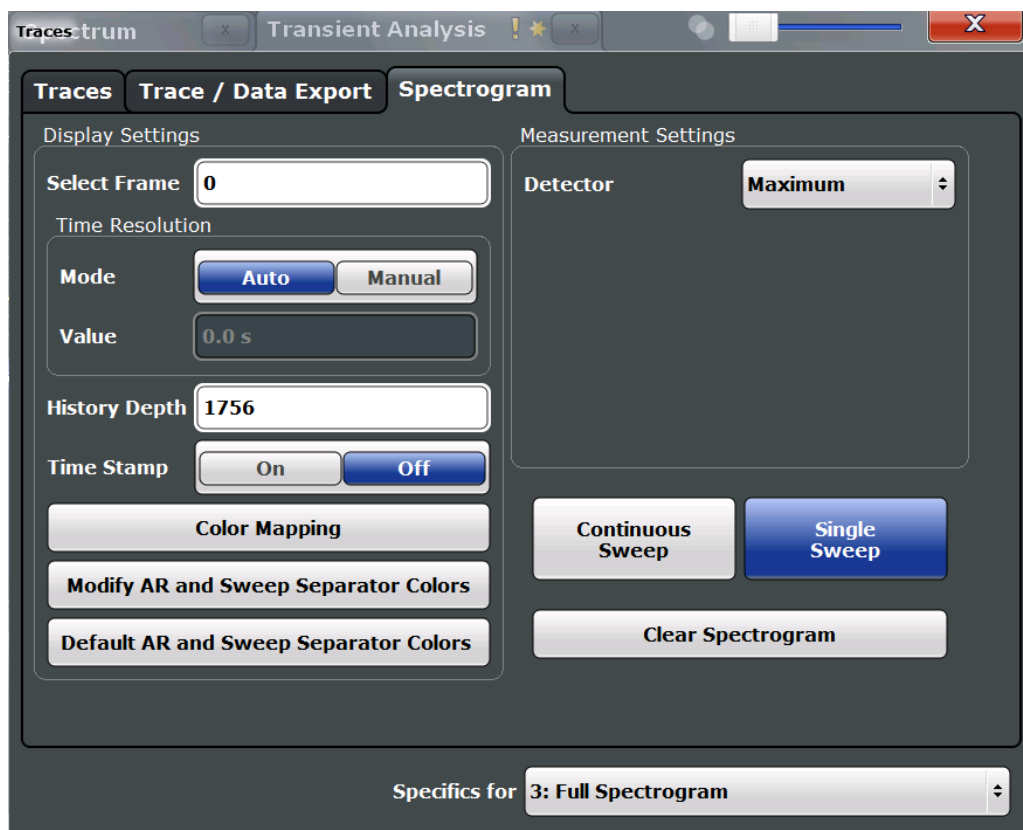 Traces
Spectrum x Transient Analysis ! x X
Traces Trace / Data Export Spectrogram
Display Settings
Select Frame 0
Time Resolution
Mode Auto Manual
Value 0.0 s
History Depth 1756
Time Stamp On Off
Color Mapping
Modify AR and Sweep Separator Colors
Default AR and Sweep Separator Colors
Measurement Settings
Detector Maximum
Continuous
Sweep
Single
Sweep
Clear Spectrogram
Specifics for 3: Full Spectrogram